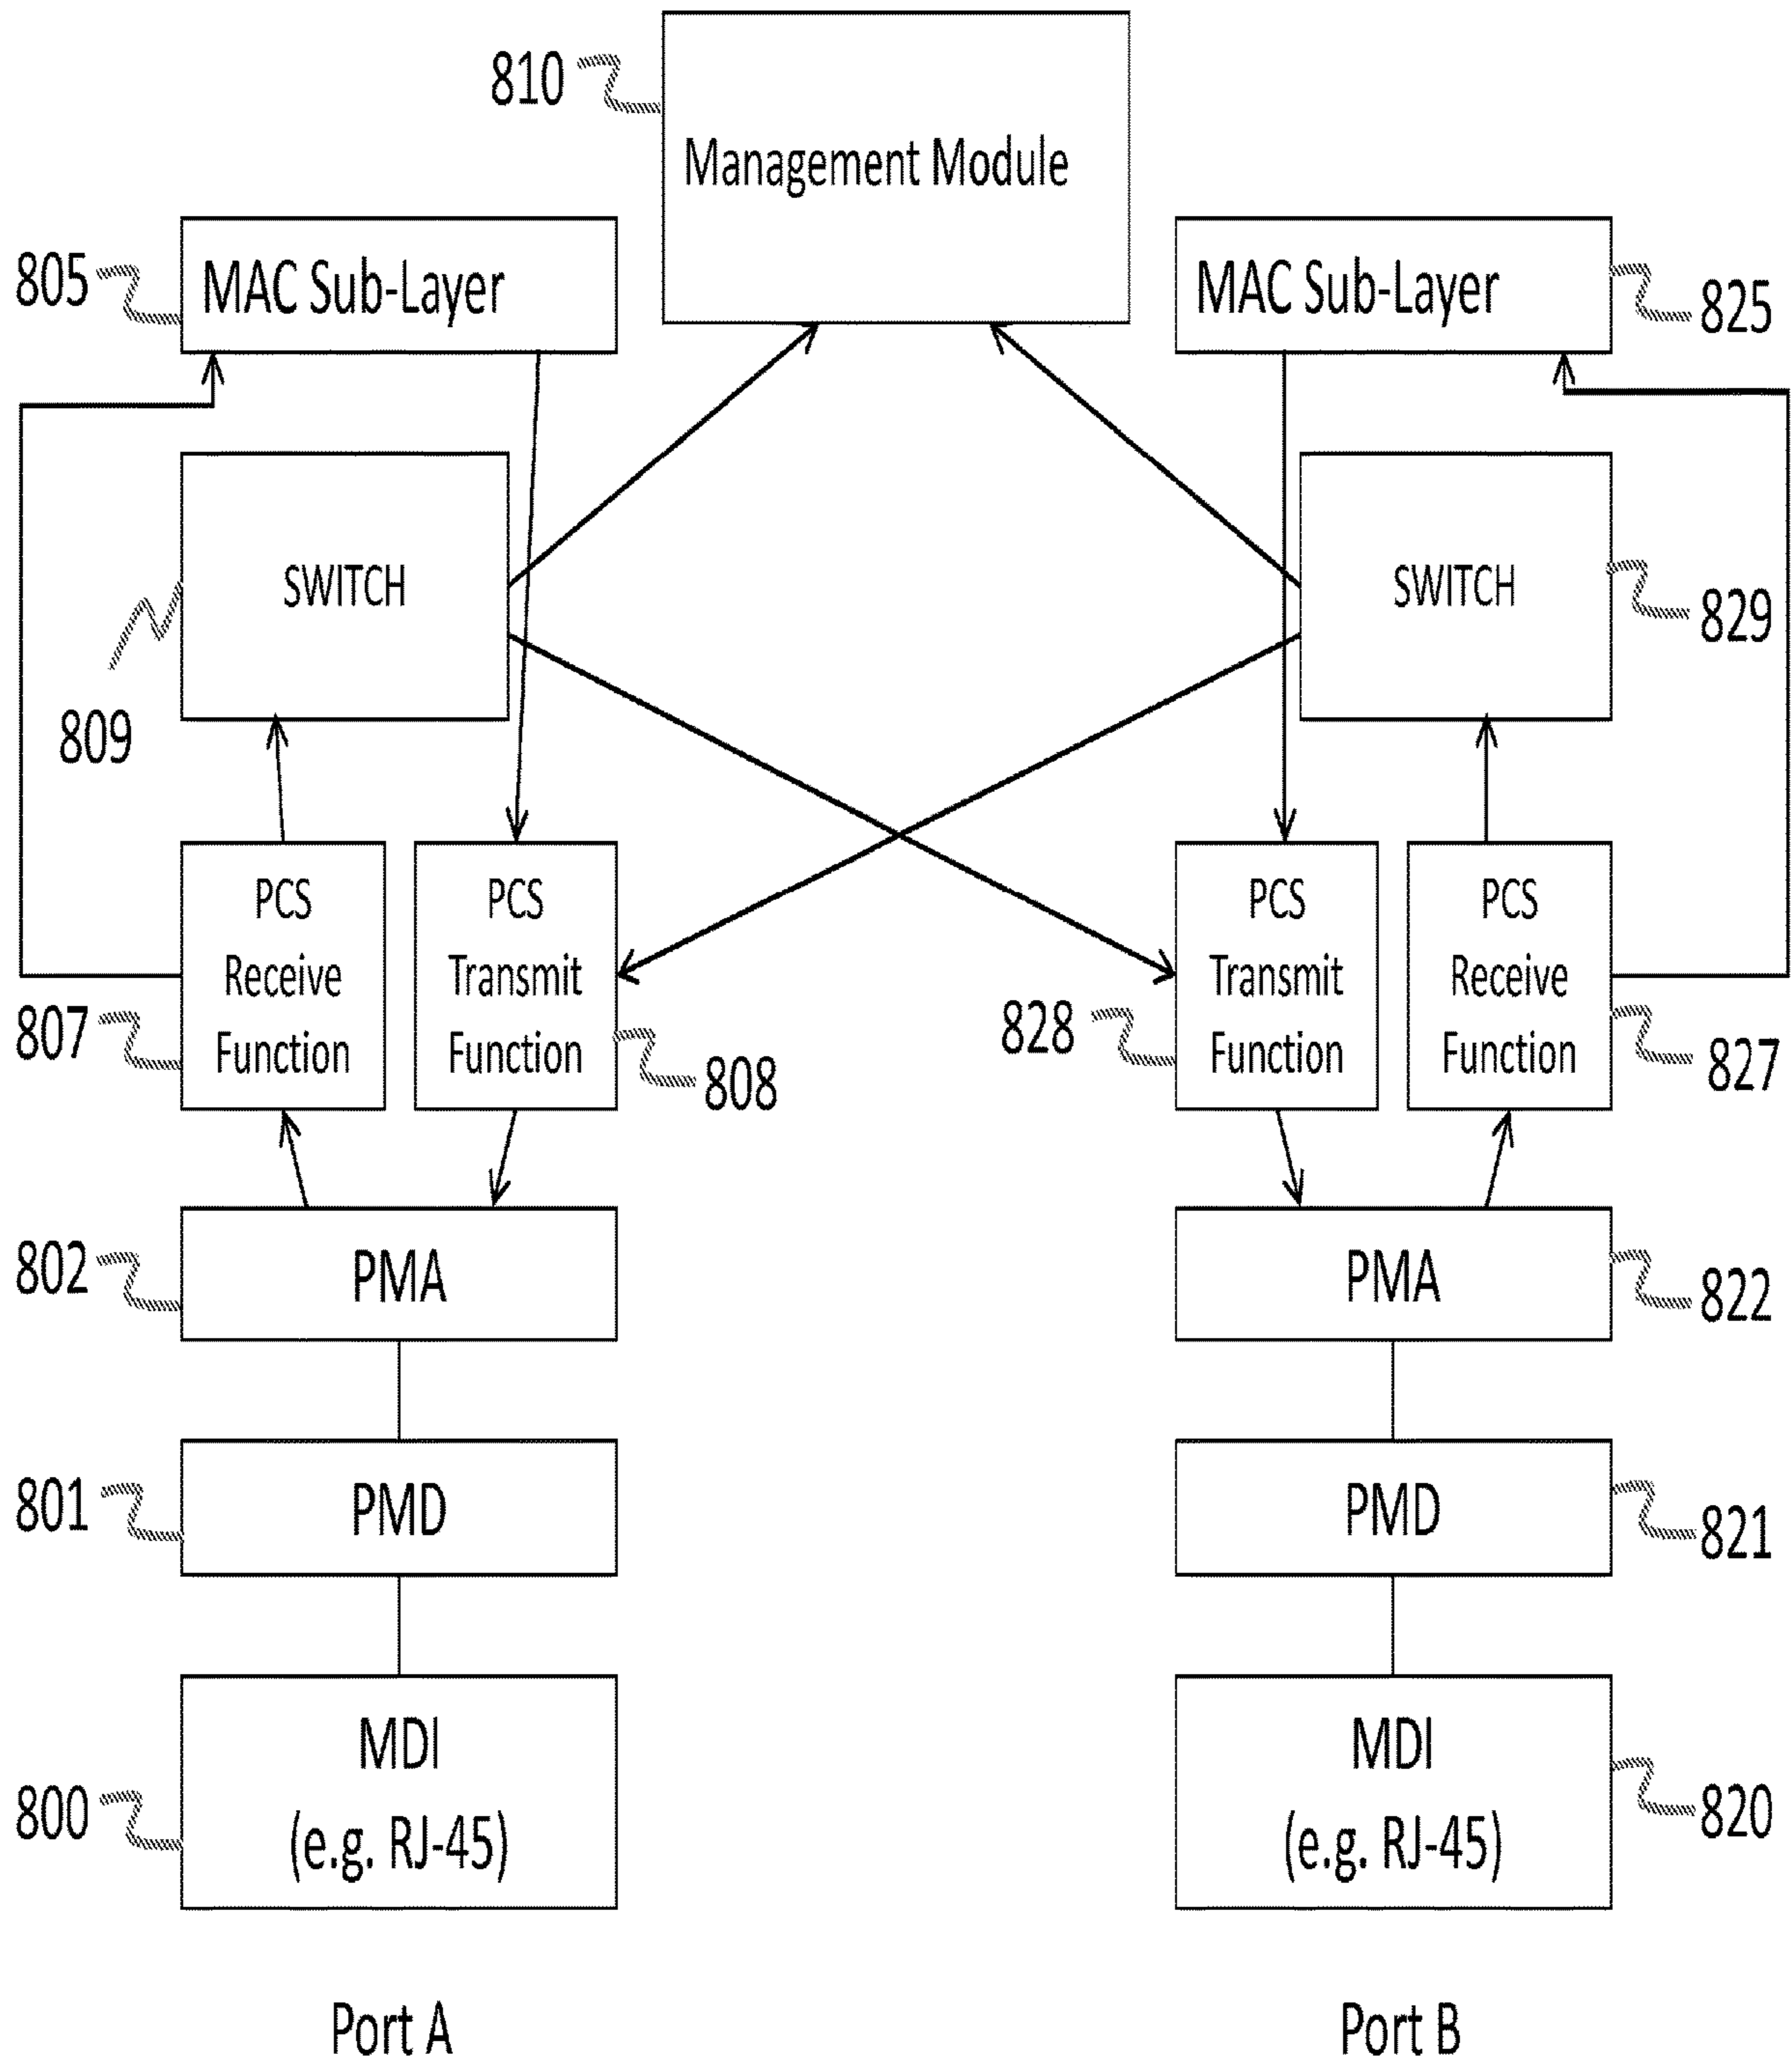 810
Management Module
805
MAC Sub-Layer
MAC Sub-Layer
825
SWITCH
SWITCH
829
809
PCS
Receive
Function
PCS
Transmit
Function
PCS
Transmit
Function
PCS
Receive
Function
807
808
828
827
802
PMA
PMA
822
801
PMD
PMD
821
800
MDI
(e.g. RJ-45)
MDI
(e.g. RJ-45)
820
Port A
Port B